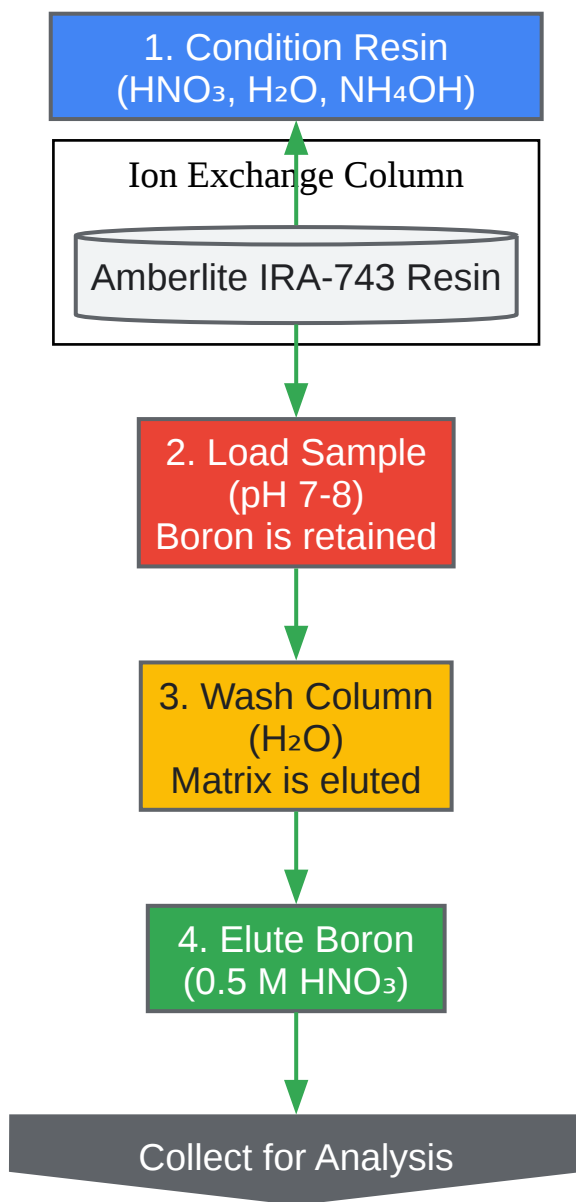 1. Condition Resin
(HNO₃, H₂O, NH₄OH)
Ion Exchange Column
Amberlite IRA-743 Resin
2. Load Sample
(pH 7-8)
Boron is retained
3. Wash Column
(H₂O)
Matrix is eluted
4. Elute Boron
(0.5 M HNO₃)
Collect for Analysis